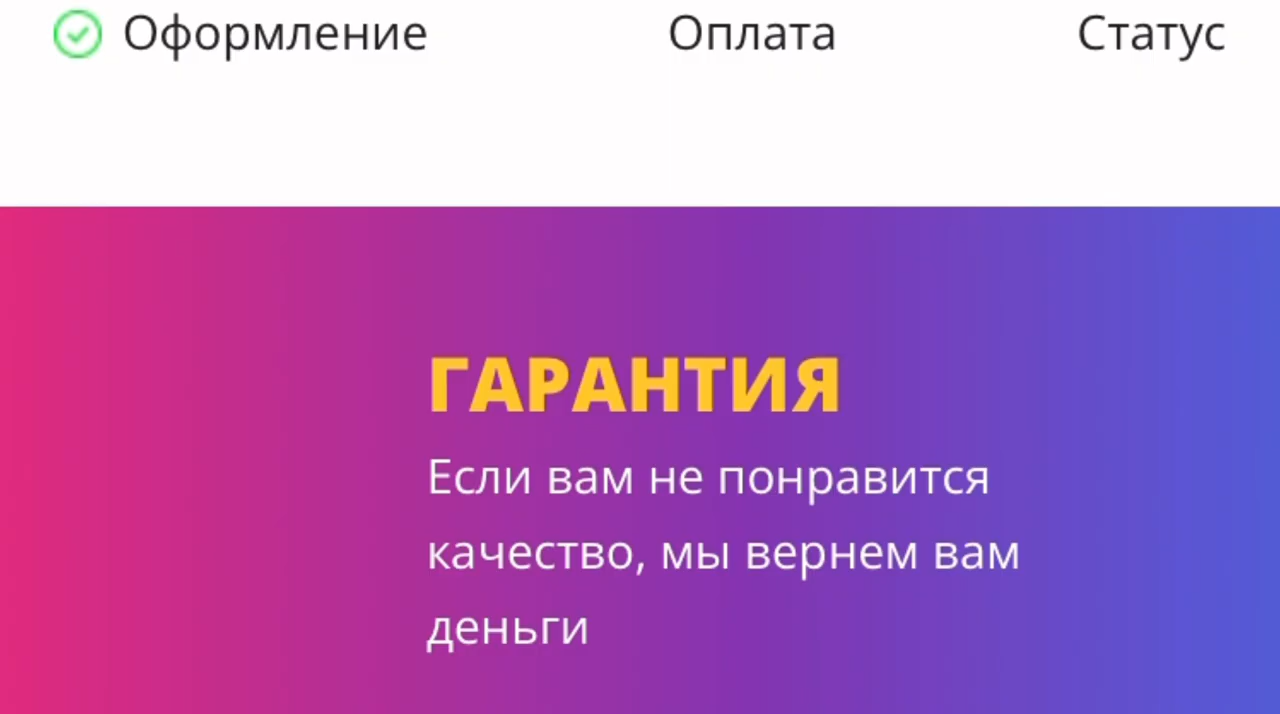 Оформление Оплата Статус
ГАРАНТИЯ
Если вам не понравится
качество, мы вернем вам
деньги